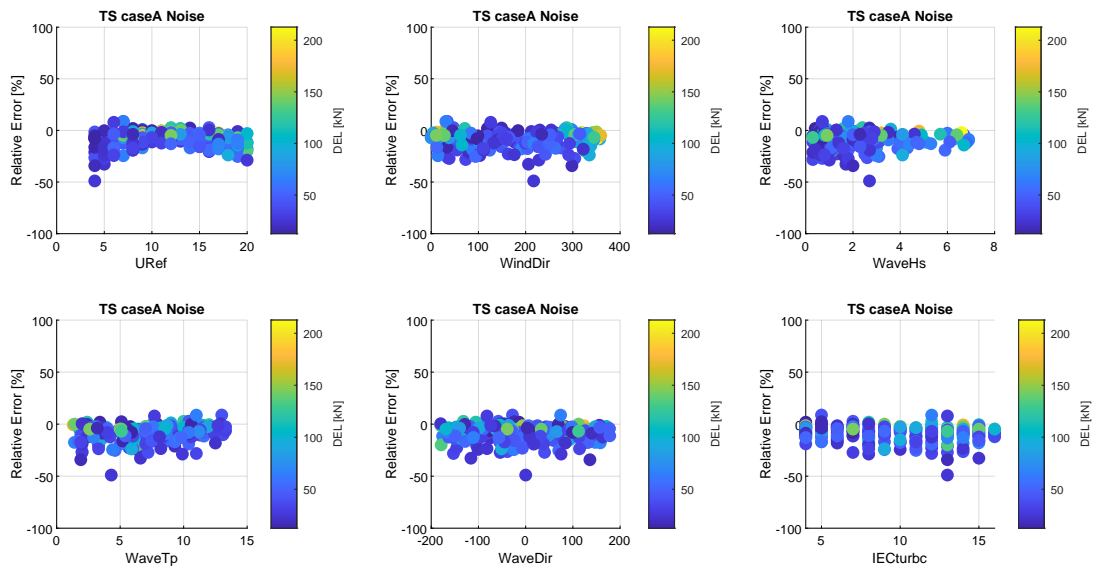 TS caseA Noise
100
50
0
-50
-100
Relative Error [%]
0 5 10 15 20
URef
200
150
100
50
DEL [kN]
TS caseA Noise
100
50
0
-50
-100
Relative Error [%]
0 100 200 300 400
WindDir
200
150
100
50
DEL [kN]
TS caseA Noise
100
50
0
-50
-100
Relative Error [%]
0 2 4 6 8
WaveHs
200
150
100
50
DEL [kN]
TS caseA Noise
100
50
0
-50
-100
Relative Error [%]
0 5 10 15
WaveTp
200
150
100
50
DEL [kN]
TS caseA Noise
100
50
0
-50
-100
Relative Error [%]
-200 -100 0 100 200
WaveDir
200
150
100
50
DEL [kN]
TS caseA Noise
100
50
0
-50
-100
Relative Error [%]
5 10 15
IECturbc
200
150
100
50
DEL [kN]